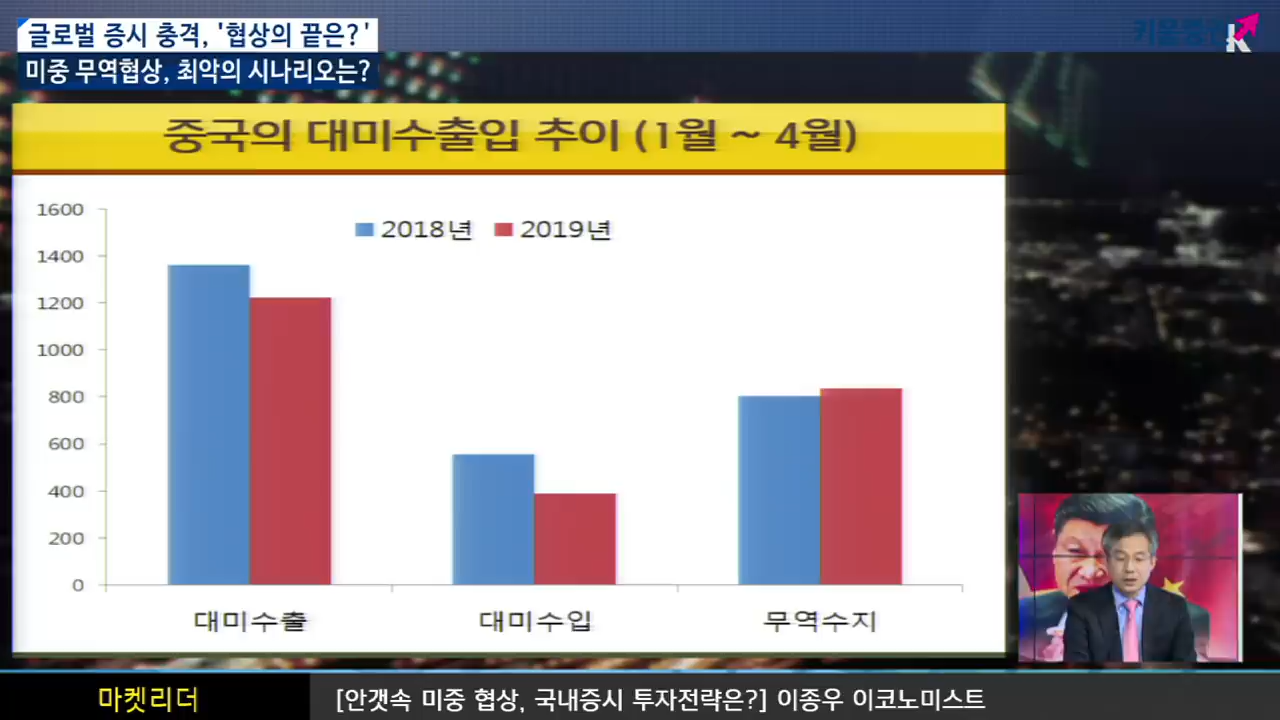 글로벌 증시 충격, '협상의 끝은?'
미중 무역협상, 최악의 시나리오는?
키움증권
중국의 대미수출입 추이 (1월 ~ 4월)
2018년 2019년
1600
1400
1200
1000
800
600
400
200
0
대미수출 대미수입 무역수지
마켓리더
[안갯속 미중 협상, 국내증시 투자전략은?] 이종우 이코노미스트